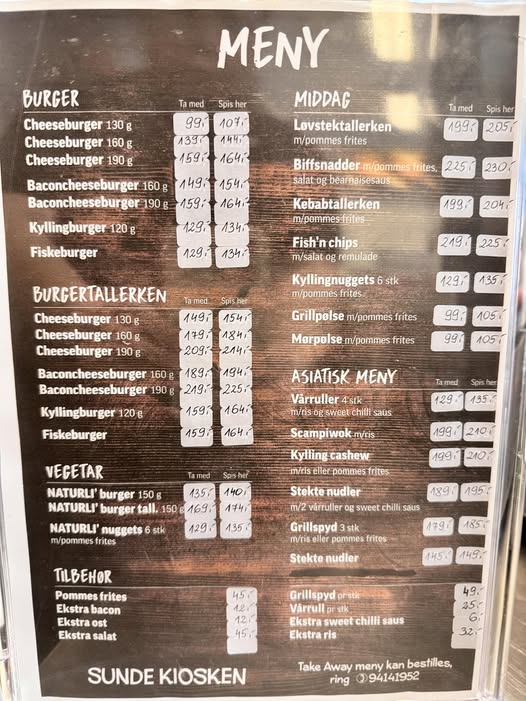 MENY
BURGER Ta med Spis her
Cheeseburger 130 g 99,- 107,-
Cheeseburger 160 g 139,- 144,-
Cheeseburger 190 g 159,- 164,-
Baconcheeseburger 160 g 149,- 154,-
Baconcheeseburger 190 g 159,- 164,-
Kyllingburger 120 g 129,- 134,-
Fiskeburger 129,- 134,-
BURGERTALLERKEN Ta med Spis her
Cheeseburger 130 g 149,- 154,-
Cheeseburger 160 g 179,- 184,-
Cheeseburger 190 g 209,- 214,-
Baconcheeseburger 160 g 189,- 194,-
Baconcheeseburger 190 g 219,- 225,-
Kyllingburger 120 g 159,- 164,-
Fiskeburger 159,- 164,-
VEGETAR Ta med Spis her
NATURLI' burger 150 g 135,- 140,-
NATURLI' burger tall. 150 g 169,- 174,-
NATURLI' nuggets 6 stk 129,- 135,-
m/pommes frites
TILBEHØR
Pommes frites 45,-
Ekstra bacon 12,-
Ekstra ost 12,-
Ekstra salat 45,-
MIDDAG Ta med Spis her
Løvstektallerken 199,- 205,-
m/pommes frites
Biffsnadder m/pommes frites, 225,- 230,-
salat og bearnaisesaus
Kebabtallerken 199,- 204,-
m/pommes frites
Fish'n chips 219,- 225,-
m/salat og remulade
Kyllingnuggets 6 stk 129,- 135,-
m/pommes frites
Grillpølse m/pommes frites 99,- 105,-
Mørpolse m/pommes frites 99,- 105,-
ASIATISK MENY Ta med Spis her
Vårruller 4 stk 129,- 135,-
m/ris og sweet chilli saus
Scampiwok m/ris 199,- 210,-
Kylling cashew 199,- 210,-
m/ris eller pommes frites
Stekte nudler 189,- 195,-
m/2 vårruller og sweet chilli saus
Grillspyd 3 stk 179,- 185,-
m/ris eller pommes frites
Stekte nudler 145,- 149,-
Grillspyd pr stk 49,-
Vårrull pr stk 25,-
Ekstra sweet chilli saus 6,-
Ekstra ris 32,-
SUNDE KIOSKEN
Take Away meny kan bestilles,
ring 94141952